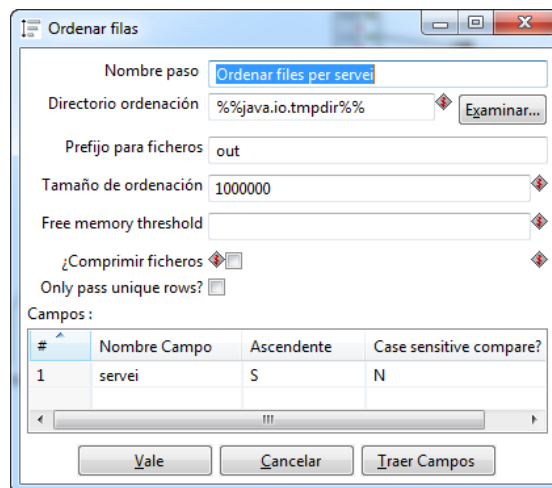 Ordenar filas
Nombre paso Ordenar files per servei
Directorio ordenación %%java.io.tmpdir%% Examinar...
Prefijo para ficheros out
Tamaño de ordenación 1000000
Free memory threshold
¿Comprimir ficheros
Only pass unique rows?
Campos :
# Nombre Campo Ascendente Case sensitive compare?
1 servei S N
Vale Cancelar Traer Campos